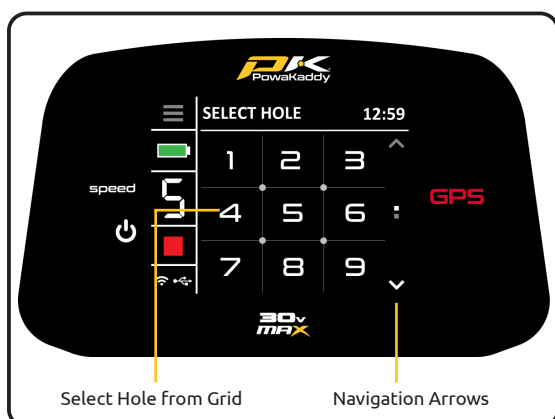 PK
PowaKaddy
SELECT HOLE 12:59
1 2 3
speed 5 GPS
4 5 6
7 8 9
30v
MAX
Select Hole from Grid Navigation Arrows